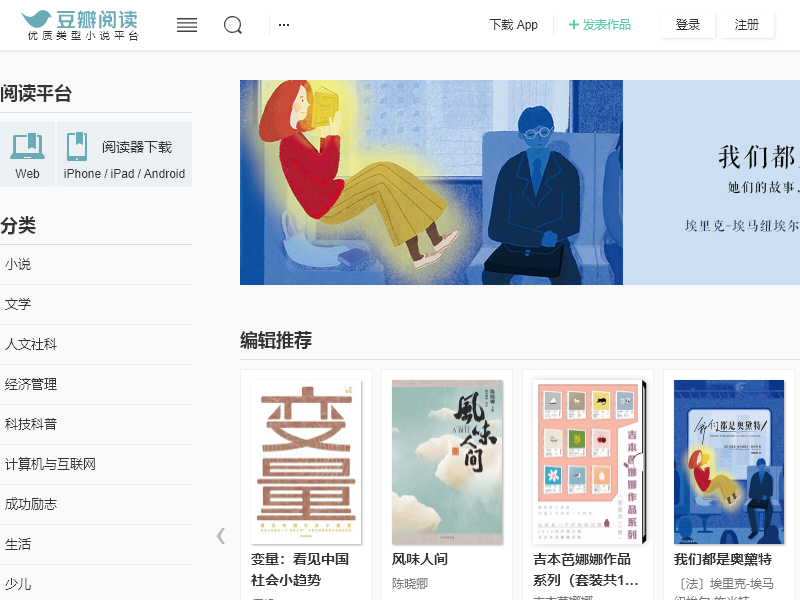 豆瓣阅读
优质类型小说平台
下载 App
+ 发表作品
登录
注册
阅读平台
Web
阅读器下载
iPhone / iPad / Android
分类
小说
文学
人文社科
经济管理
科技科普
计算机与互联网
成功励志
生活
少儿
我们都
她们的故事
埃里克-埃马纽埃尔
编辑推荐
变量
风味人间
陈晓卿
吉本芭娜娜作品系列
我们都是奥黛特!
变量：看见中国
社会小趋势
风味人间
陈晓卿
吉本芭娜娜作品
系列（套装共1...
我们都是奥黛特
〔法〕埃里克-埃马